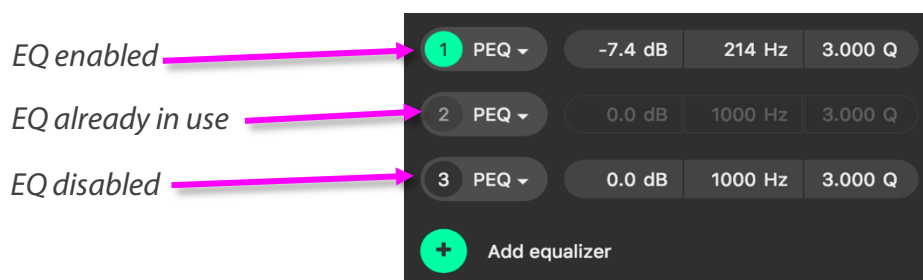 EQ enabled 1 PEQ -7.4 dB 214 Hz 3.000 Q
EQ already in use 2 PEQ 0.0 dB 1000 Hz 3.000 Q
EQ disabled 3 PEQ 0.0 dB 1000 Hz 3.000 Q
+ Add equalizer